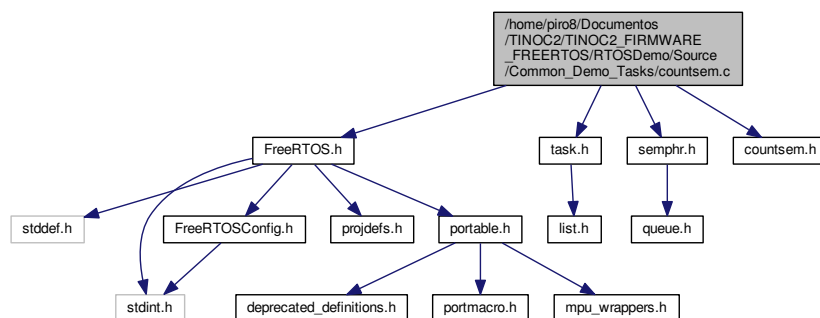 /home/piro8/Documentos
/TINOC2/TINOC2_FIRMWARE
_FREERTOS/RTOSDemo/Source
/Common_Demo_Tasks/countsem.c
FreeRTOS.h
task.h
semphr.h
countsem.h
stddef.h
FreeRTOSConfig.h
projdefs.h
portable.h
list.h
queue.h
stdint.h
deprecated_definitions.h
portmacro.h
mpu_wrappers.h